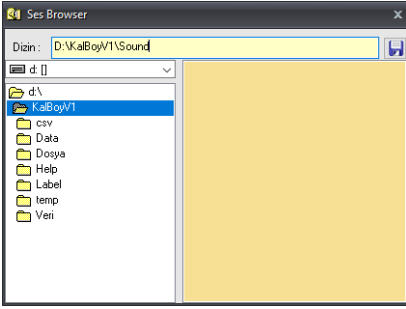 Ses Browser
Dizin : D:\KalBoyV1\Sound
d: []
d:\
KalBoyV1
csv
Data
Dosya
Help
Label
temp
Veri